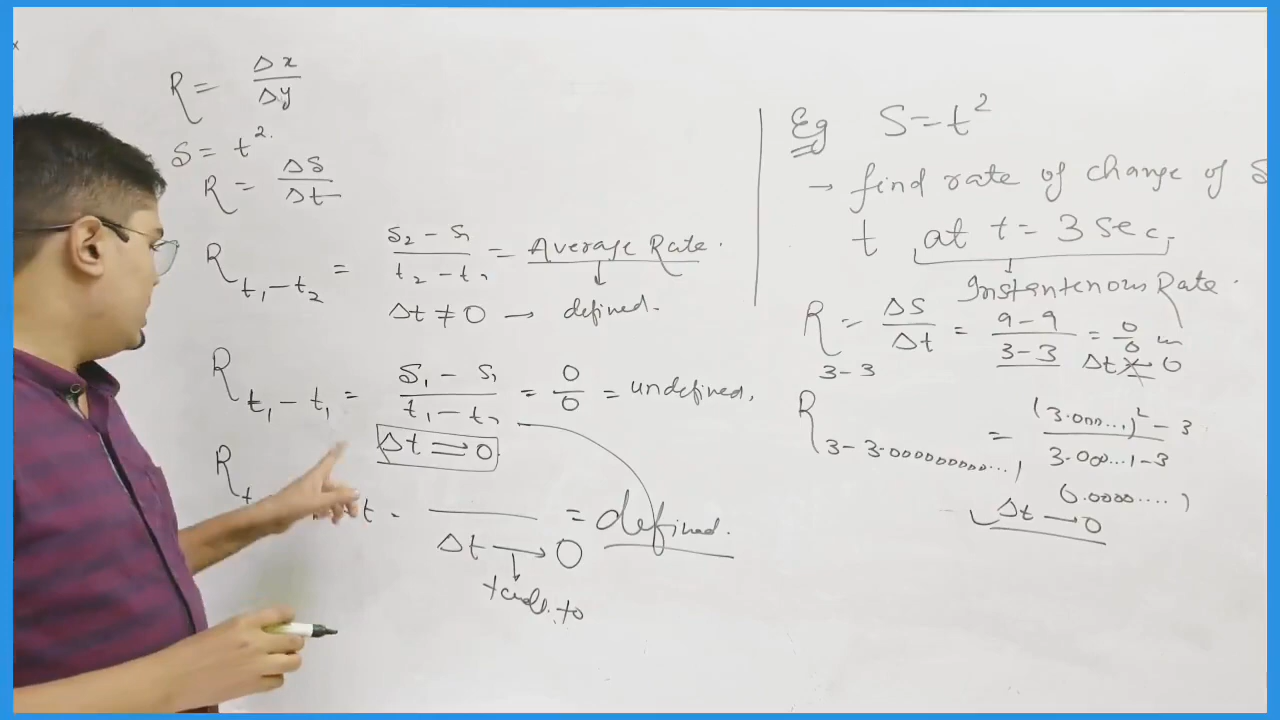 R = Δx/Δy
S = t².
R = ΔS/Δt
R t₁–t₂ = S₂ – S₁ / t₂ – t₁ = Average Rate.
Δt ≠ 0 → defined.
R t₁–t₁ = S₁ – S₁ / t₁ – t₁ = 0/0 = undefined.
Δt = 0
R t t = = defined.
Δt → 0
tends to
Eg S = t²
→ find rate of change of S
t at t = 3 sec,
Instantenous Rate.
R 3–3 = ΔS/Δt = 9–9 / 3–3 = 0/0
Δt 0
R 3–3.0000000000...1 = (3.000...1)² – 3 / 3.000...1–3
(0.0000....1)
Δt → 0